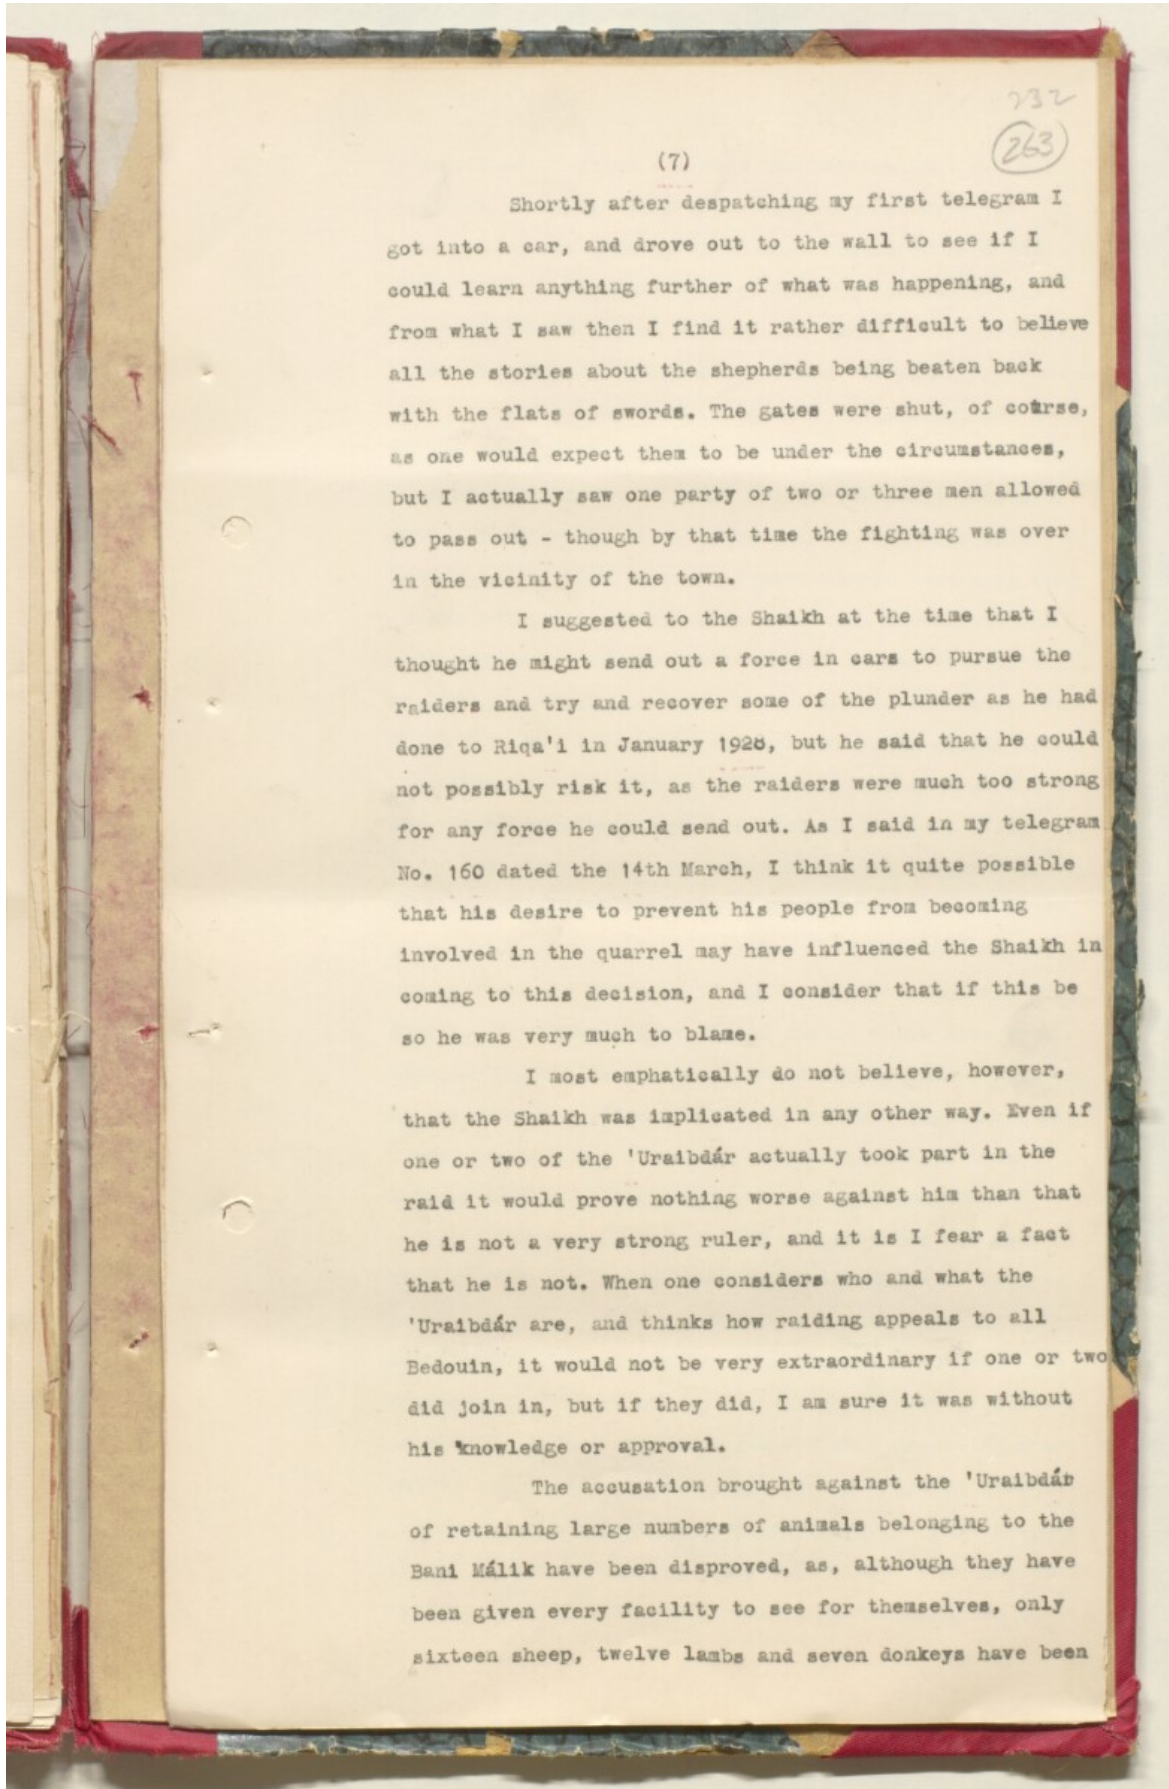 232
263
(7)
Shortly after despatching my first telegram I
got into a car, and drove out to the wall to see if I
could learn anything further of what was happening, and
from what I saw then I find it rather difficult to believe
all the stories about the shepherds being beaten back
with the flats of swords. The gates were shut, of course,
as one would expect them to be under the circumstances,
but I actually saw one party of two or three men allowed
to pass out - though by that time the fighting was over
in the vicinity of the town.
I suggested to the Shaikh at the time that I
thought he might send out a force in cars to pursue the
raiders and try and recover some of the plunder as he had
done to Riqa'i in January 1928, but he said that he could
not possibly risk it, as the raiders were much too strong
for any force he could send out. As I said in my telegram
No. 160 dated the 14th March, I think it quite possible
that his desire to prevent his people from becoming
involved in the quarrel may have influenced the Shaikh in
coming to this decision, and I consider that if this be
so he was very much to blame.
I most emphatically do not believe, however,
that the Shaikh was implicated in any other way. Even if
one or two of the 'Uraibdár actually took part in the
raid it would prove nothing worse against him than that
he is not a very strong ruler, and it is I fear a fact
that he is not. When one considers who and what the
'Uraibdár are, and thinks how raiding appeals to all
Bedouin, it would not be very extraordinary if one or two
did join in, but if they did, I am sure it was without
his knowledge or approval.
The accusation brought against the 'Uraibdár
of retaining large numbers of animals belonging to the
Bani Málik have been disproved, as, although they have
been given every facility to see for themselves, only
sixteen sheep, twelve lambs and seven donkeys have been